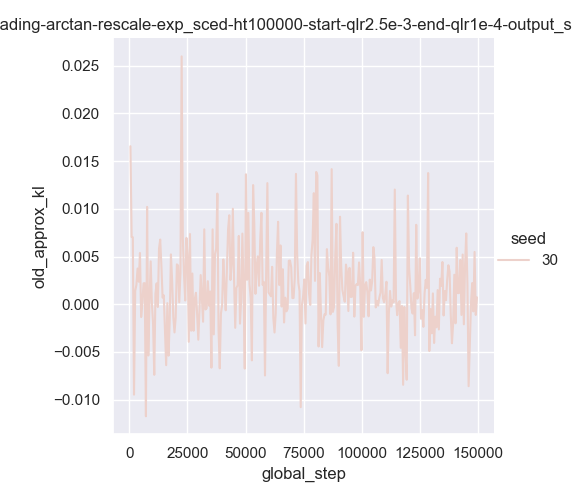 ading-arctan-rescale-exp_sced-ht100000-start-qlr2.5e-3-end-qlr1e-4-output_s
0.025
0.020
0.015
0.010
0.005
0.000
−0.005
−0.010
old_approx_kl
0 25000 50000 75000 100000 125000 150000
global_step
seed
30